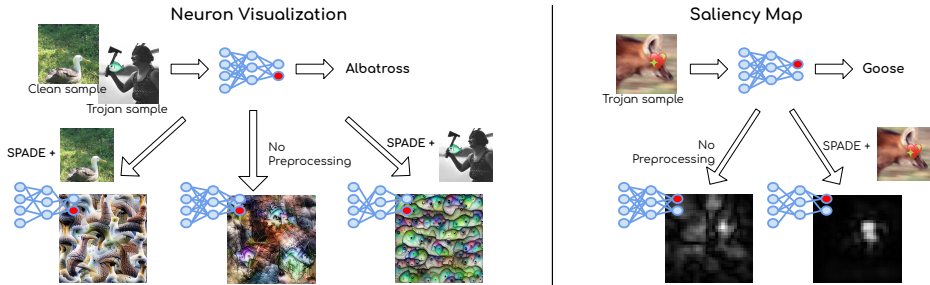 Neuron Visualization
Clean sample
Trojan sample
Albatross
SPADE +
No
Preprocessing
SPADE +
Saliency Map
Trojan sample
Goose
No
Preprocessing
SPADE +